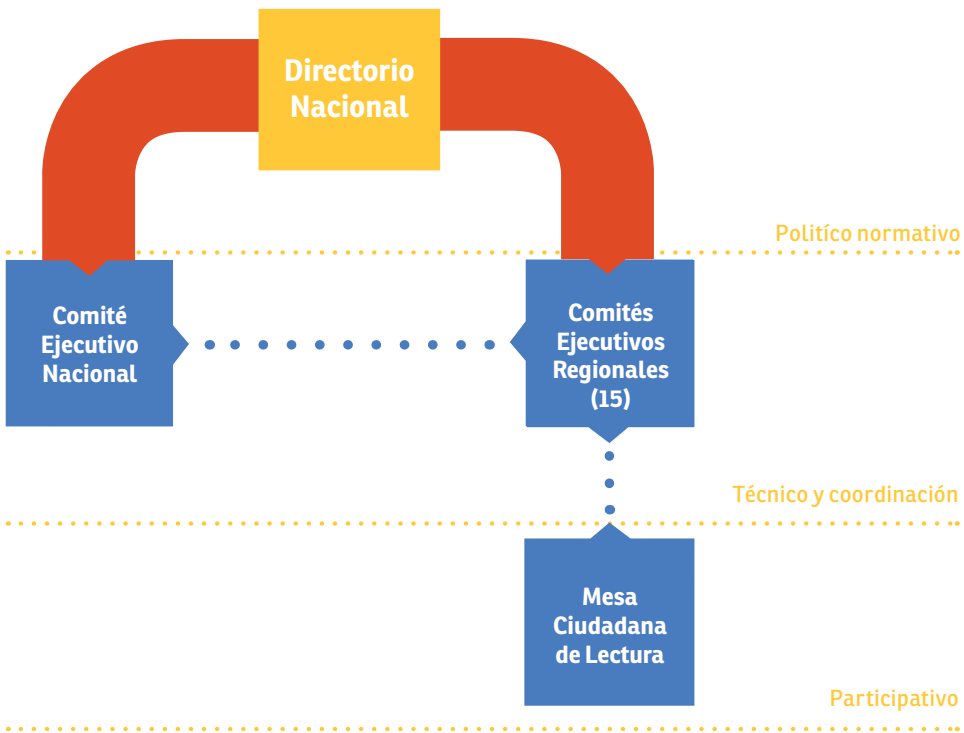 Directorio
Nacional
Politíco normativo
Comité
Ejecutivo
Nacional
Comités
Ejecutivos
Regionales
(15)
Técnico y coordinación
Mesa
Ciudadana
de Lectura
Participativo